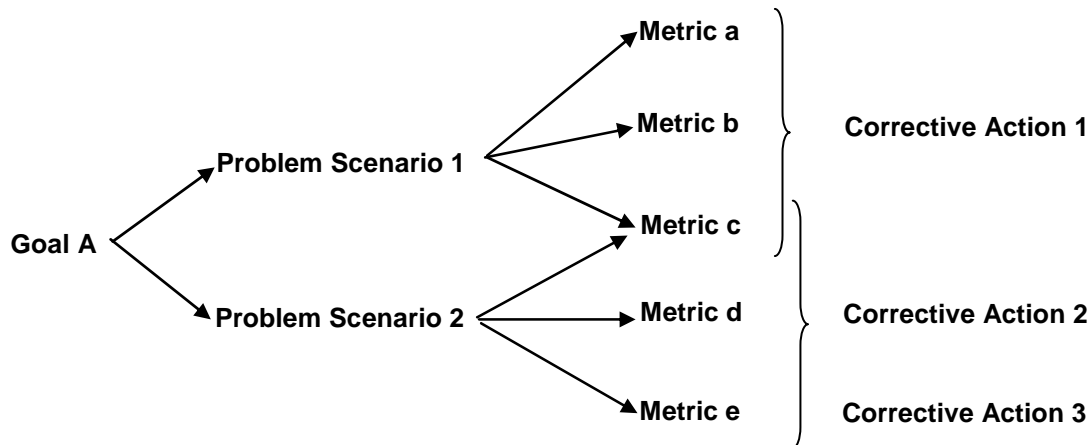 Metric a
Metric b
Corrective Action 1
Problem Scenario 1
Metric c
Goal A
Problem Scenario 2
Metric d
Corrective Action 2
Metric e
Corrective Action 3